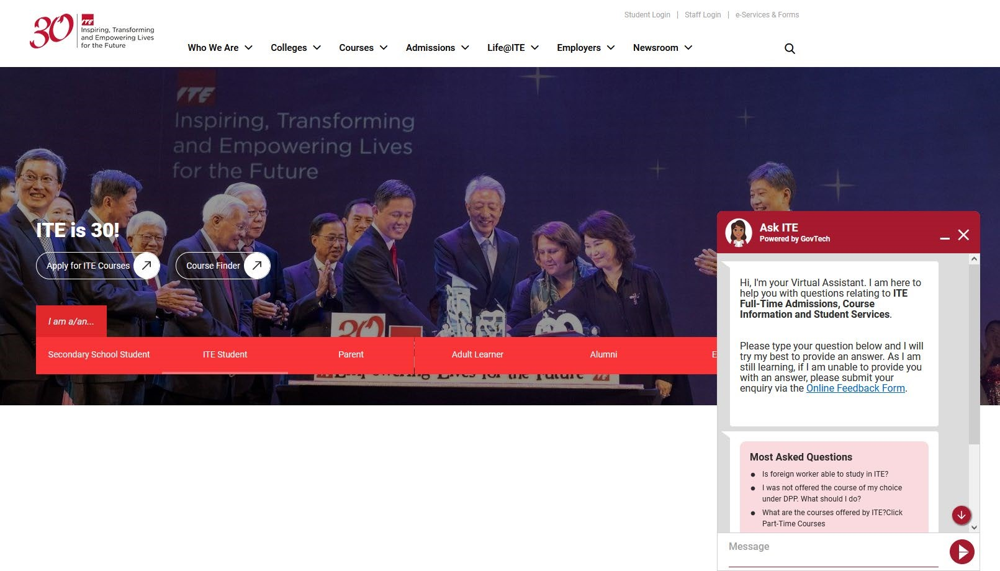 30
ITE
Inspiring, Transforming
and Empowering Lives
for the Future
Student Login | Staff Login | e-Services & Forms
Who We Are
Colleges
Courses
Admissions
Life@ITE
Employers
Newsroom
ITE
Inspiring, Transforming
and Empowering Lives
for the Future
ITE is 30!
Apply for ITE Courses
Course Finder
I am a/an...
30
Secondary School Student
ITE Student
Parent
Adult Learner
Alumni
E
Empowering Lives for the Future
Ask ITE
Powered by GovTech
Hi, I'm your Virtual Assistant. I am here to
help you with questions relating to ITE
Full-Time Admissions, Course
Information and Student Services.
Please type your question below and I will
try my best to provide an answer. As I am
still learning, if I am unable to provide you
with an answer, please submit your
enquiry via the Online Feedback Form.
Most Asked Questions
Is foreign worker able to study in ITE?
I was not offered the course of my choice
under DPP. What should I do?
What are the courses offered by ITE?Click
Part-Time Courses
Message